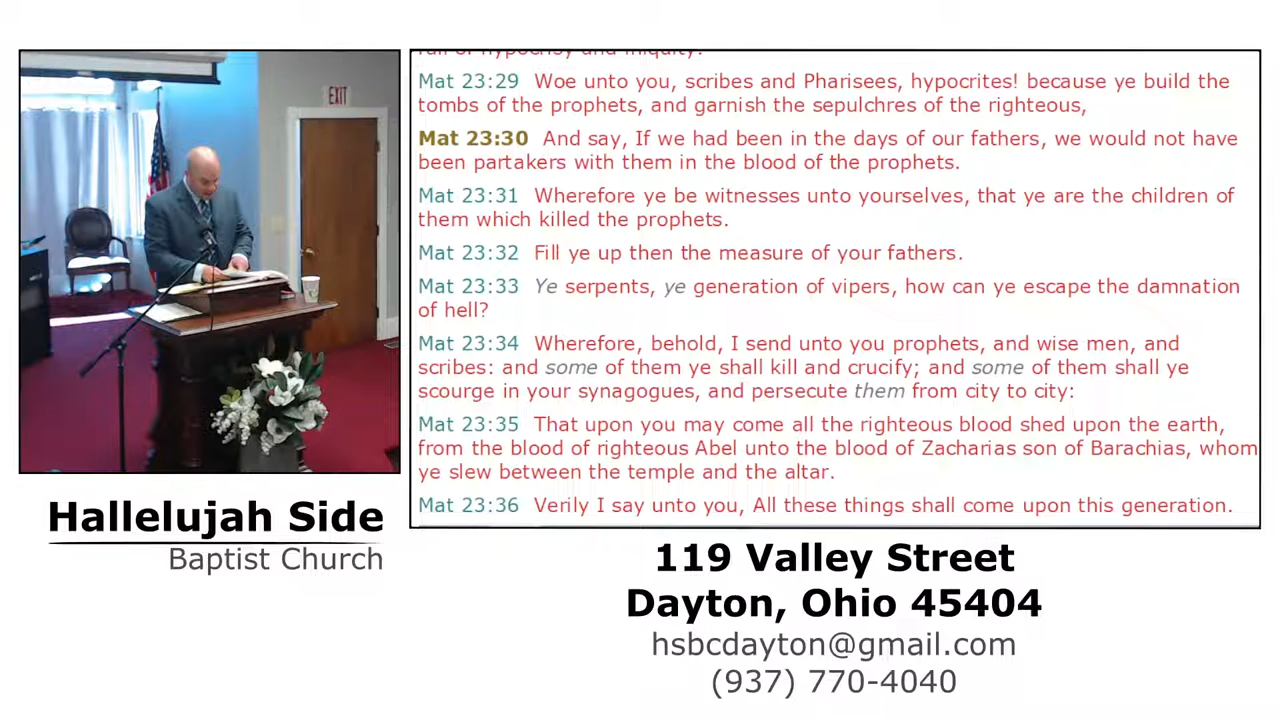 EXIT
full of hypocrisy and iniquity.
Mat 23:29 Woe unto you, scribes and Pharisees, hypocrites! because ye build the
tombs of the prophets, and garnish the sepulchres of the righteous,
Mat 23:30 And say, If we had been in the days of our fathers, we would not have
been partakers with them in the blood of the prophets.
Mat 23:31 Wherefore ye be witnesses unto yourselves, that ye are the children of
them which killed the prophets.
Mat 23:32 Fill ye up then the measure of your fathers.
Mat 23:33 Ye serpents, ye generation of vipers, how can ye escape the damnation
of hell?
Mat 23:34 Wherefore, behold, I send unto you prophets, and wise men, and
scribes: and some of them ye shall kill and crucify; and some of them shall ye
scourge in your synagogues, and persecute them from city to city:
Mat 23:35 That upon you may come all the righteous blood shed upon the earth,
from the blood of righteous Abel unto the blood of Zacharias son of Barachias, whom
ye slew between the temple and the altar.
Mat 23:36 Verily I say unto you, All these things shall come upon this generation.
Hallelujah Side
Baptist Church
119 Valley Street
Dayton, Ohio 45404
hsbcdayton@gmail.com
(937) 770-4040